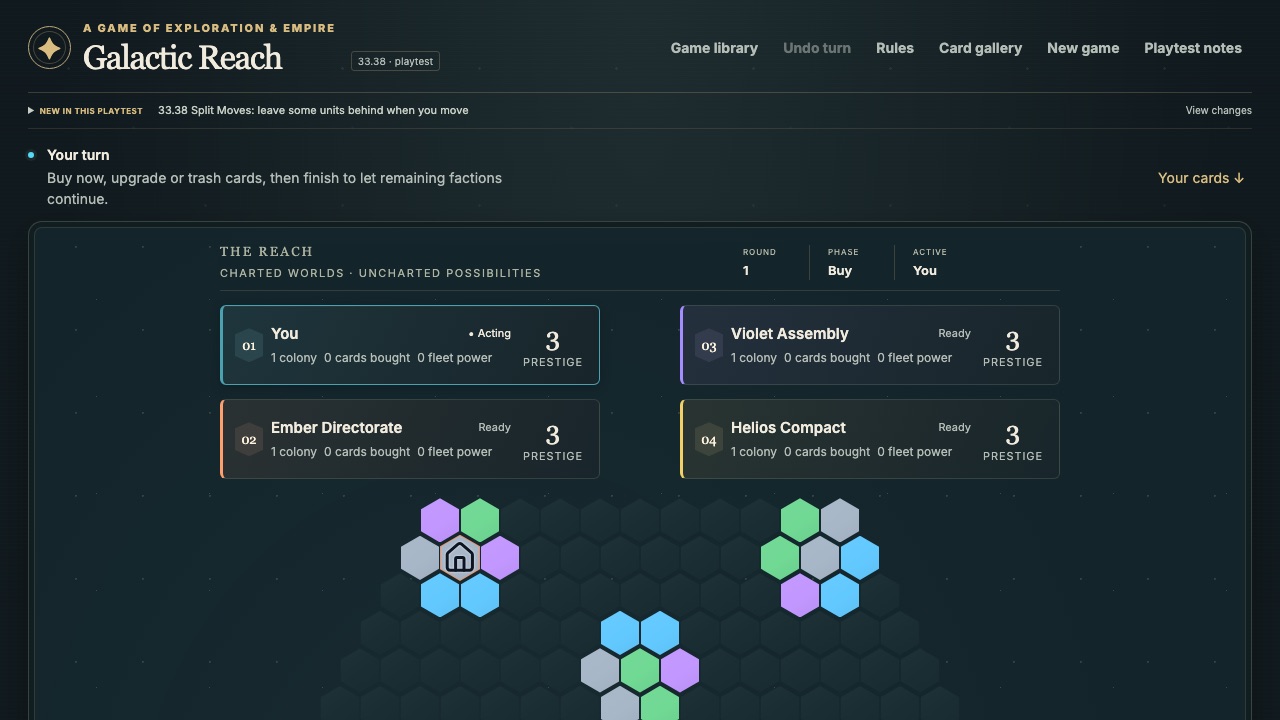 A GAME OF EXPLORATION & EMPIRE
Galactic Reach
33.38 · playtest
Game library
Undo turn
Rules
Card gallery
New game
Playtest notes
NEW IN THIS PLAYTEST
33.38 Split Moves: leave some units behind when you move
View changes
Your turn
Buy now, upgrade or trash cards, then finish to let remaining factions
continue.
Your cards ↓
THE REACH
CHARTED WORLDS · UNCHARTED POSSIBILITIES
ROUND
1
PHASE
Buy
ACTIVE
You
01
You
• Acting
1 colony 0 cards bought 0 fleet power
3
PRESTIGE
03
Violet Assembly
Ready
1 colony 0 cards bought 0 fleet power
3
PRESTIGE
02
Ember Directorate
Ready
1 colony 0 cards bought 0 fleet power
3
PRESTIGE
04
Helios Compact
Ready
1 colony 0 cards bought 0 fleet power
3
PRESTIGE